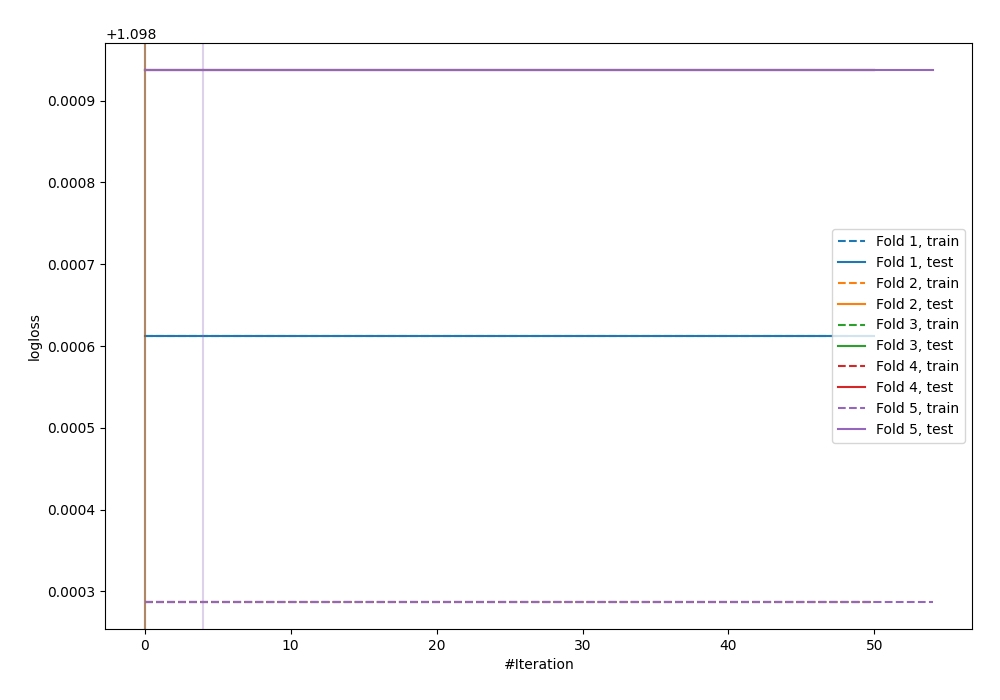 +1.098
0.0009
0.0008
0.0007
0.0006
0.0005
0.0004
0.0003
logloss
0
10
20
30
40
50
#Iteration
Fold 1, train
Fold 1, test
Fold 2, train
Fold 2, test
Fold 3, train
Fold 3, test
Fold 4, train
Fold 4, test
Fold 5, train
Fold 5, test